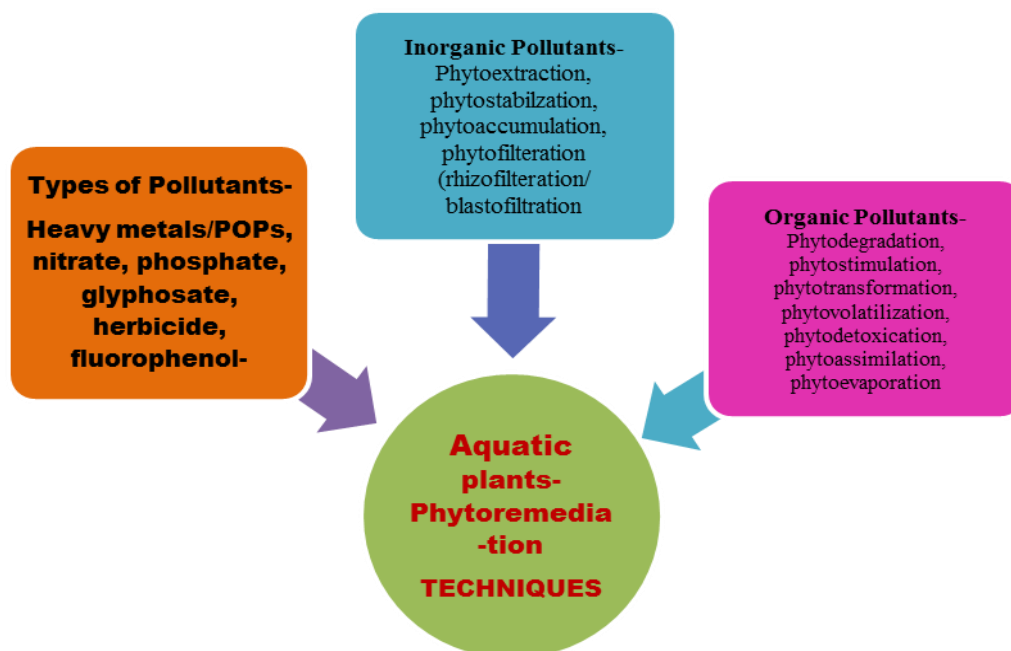 Types of Pollutants-
Heavy metals/POPs,
nitrate, phosphate,
glyphosate,
herbicide,
fluorophenol-
Inorganic Pollutants-
Phytoextraction,
phytostabilzation,
phytoaccumulation,
phytofilteration
(rhizofilteration/
blastofiltration
Organic Pollutants-
Phytodegradation,
phytostimulation,
phytotransformation,
phytovolatilization,
phytodetoxication,
phytoassimilation,
phytoevaporation
Aquatic
plants-
Phytoremedia
-tion
TECHNIQUES